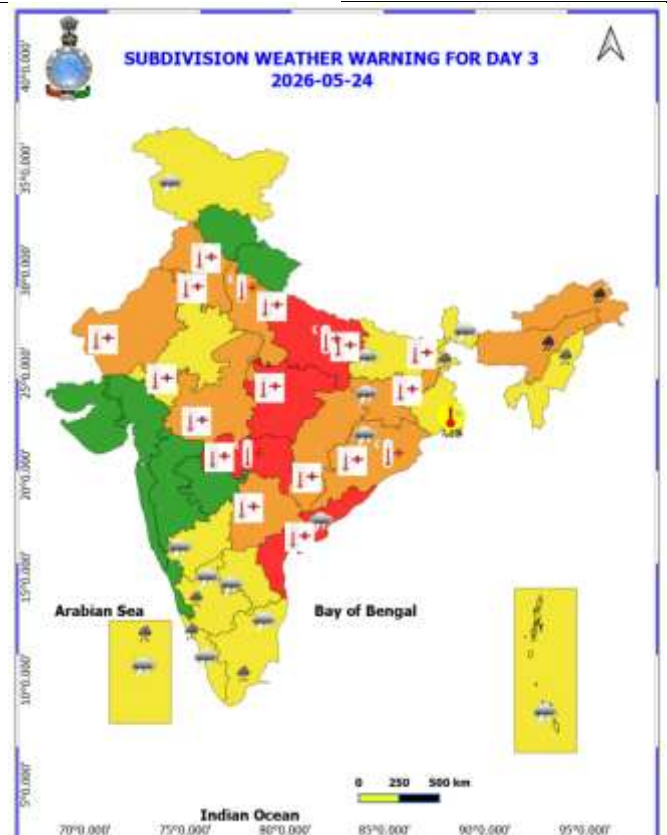 SUBDIVISION WEATHER WARNING FOR DAY 3
2026-05-24
40°0.000'
35°0.000'
30°0.000'
25°0.000'
20°0.000'
15°0.000'
10°0.000'
5°0.000'
Arabian Sea
Bay of Bengal
0 250 500 km
Indian Ocean
70°0.000' 75°0.000' 80°0.000' 85°0.000' 90°0.000' 95°0.000'